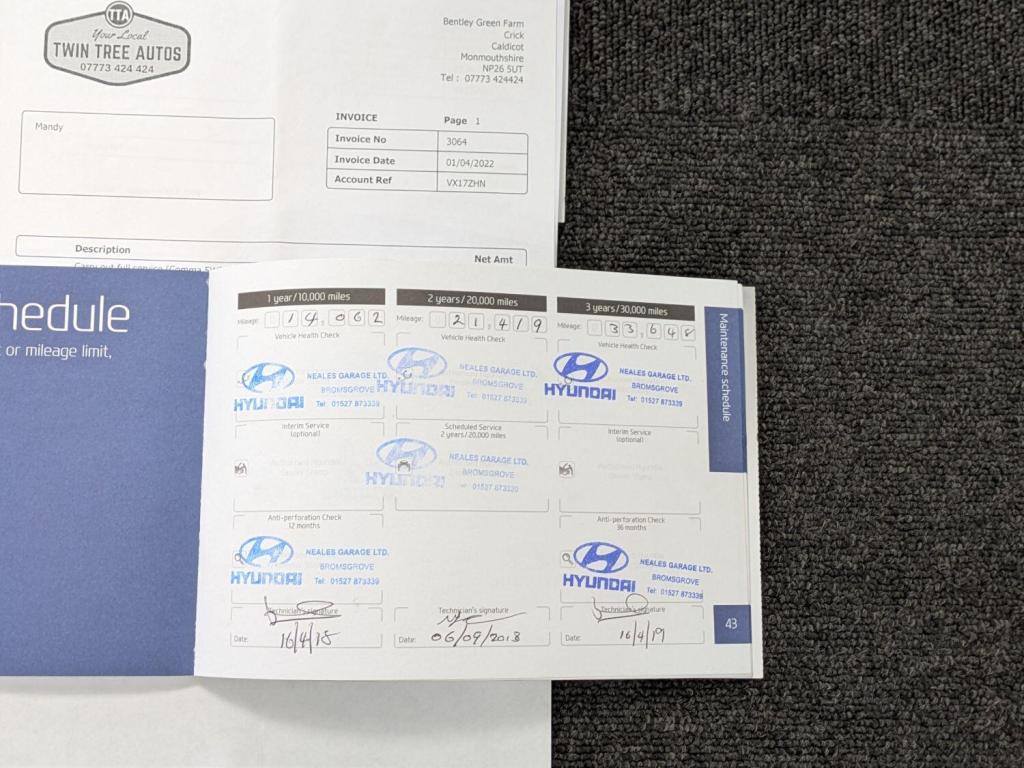 TTA
Your Local
TWIN TREE AUTOS
07773 424 424
Bentley Green Farm
Crick
Caldicot
Monmouthshire
NP26 5UT
Tel : 07773 424424
Mandy
INVOICE Page 1
Invoice No 3064
Invoice Date 01/04/2022
Account Ref VX17ZHN
Description
Net Amt
Carry out full service (Comma
hedule
or mileage limit,
1 year/10,000 miles
Mileage: 14,062
Vehicle Health Check
NEALES GARAGE LTD.
BROMSGROVE
HYUNDAI Tel: 01527 873339
Interim Service
(optional)
Anti-perforation Check
12 months
NEALES GARAGE LTD.
BROMSGROVE
HYUNDAI Tel: 01527 873339
Technician's signature
Date: 16/4/18
2 years/20,000 miles
Mileage: 21,419
Vehicle Health Check
NEALES GARAGE LTD.
BROMSGROVE
HYUNDAI Tel: 01527 873339
Scheduled Service
2 years/20,000 miles
NEALES GARAGE LTD.
BROMSGROVE
HYUNDAI Tel: 01527 873339
Technician's signature
Date: 06/09/2018
3 years/30,000 miles
Mileage: 33,648
Vehicle Health Check
NEALES GARAGE LTD.
BROMSGROVE
HYUNDAI Tel: 01527 873339
Interim Service
(optional)
Anti-perforation Check
36 months
NEALES GARAGE LTD.
BROMSGROVE
HYUNDAI Tel: 01527 873339
Technician's signature
Date: 16/4/19
Maintenance schedule
43